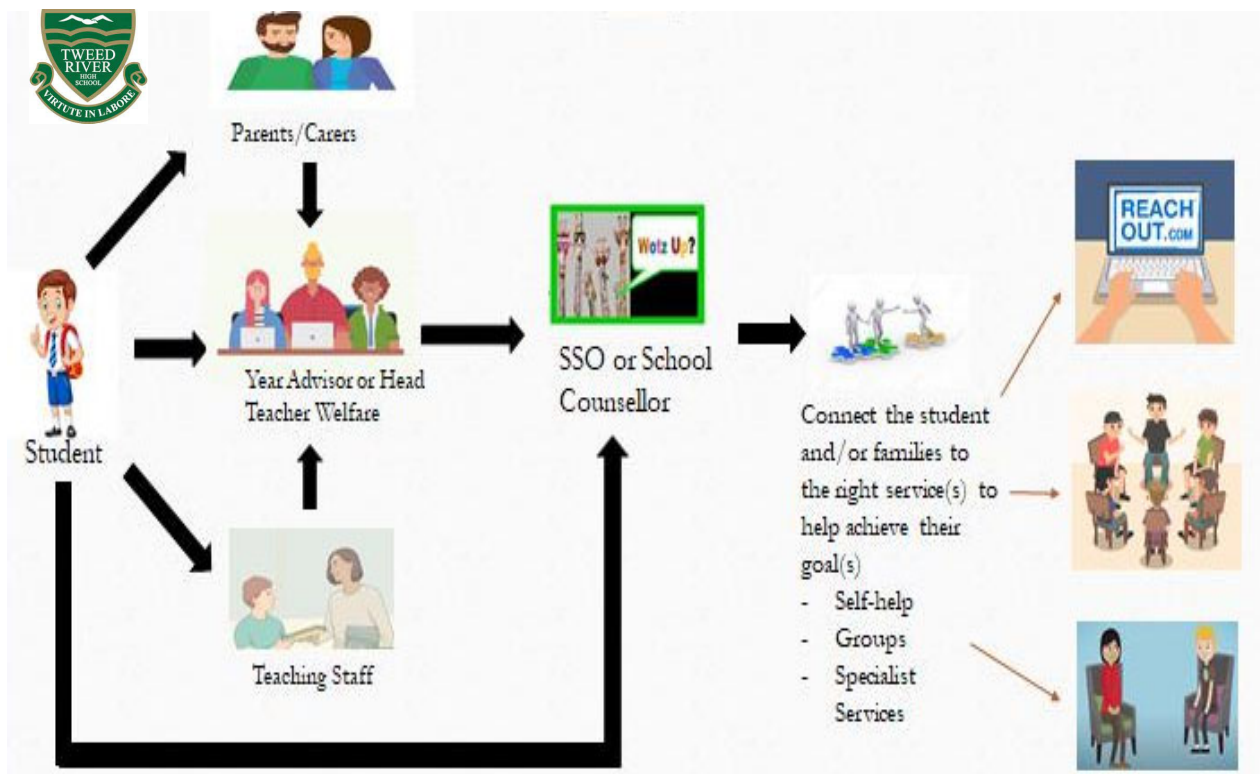 TWEED
RIVER
HIGH
SCHOOL
VIRTUTE IN LABORE
Parents/Carers
Student
Year Advisor or Head
Teacher Welfare
Teaching Staff
Wotz Up?
SSO or School
Counsellor
Connect the student
and/or families to
the right service(s) to
help achieve their
goal(s)
- Self-help
- Groups
- Specialist
Services
REACH
OUT.COM